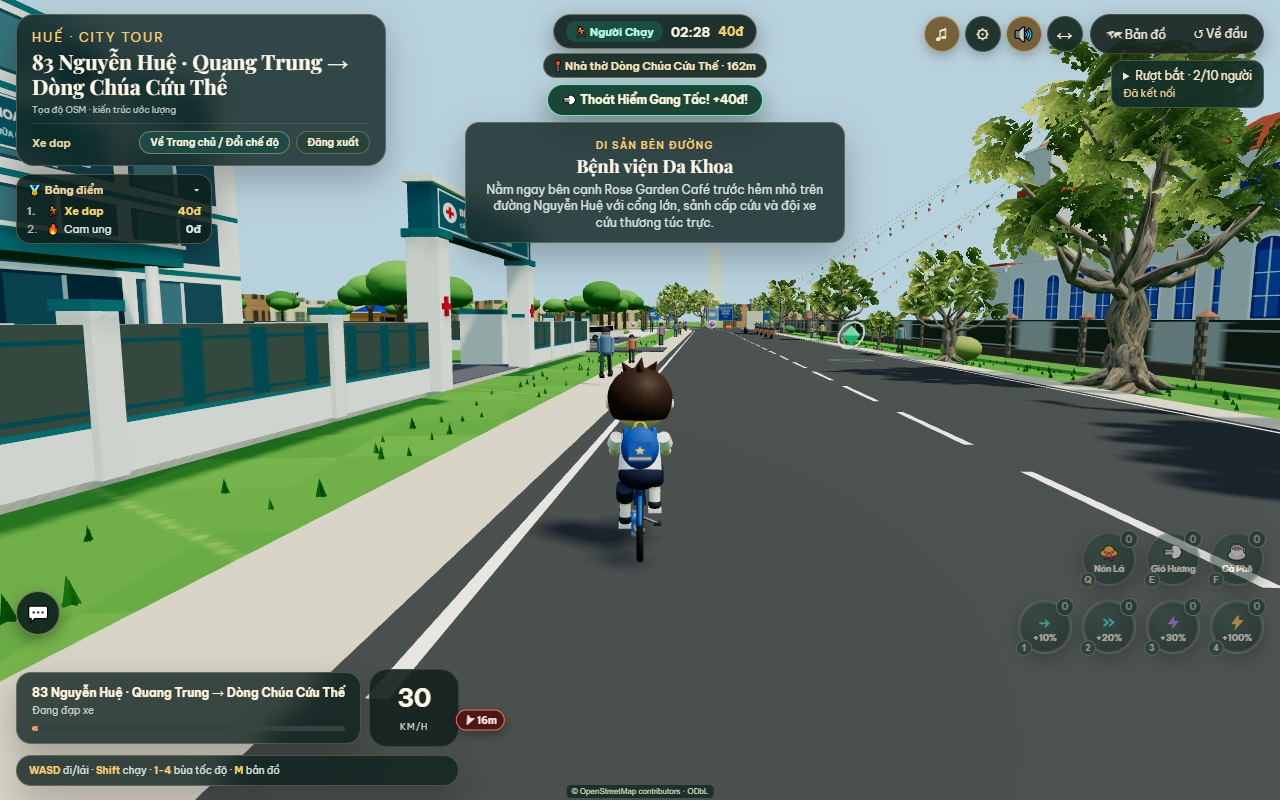 HUẾ · CITY TOUR
83 Nguyễn Huệ · Quang Trung →
Dòng Chúa Cứu Thế
Tọa độ OSM · kiến trúc ước lượng
Xe dap
Về Trang chủ / Đổi chế độ
Đăng xuất
Bảng điểm
1. Xe dap 40đ
2. Cam ung 0đ
Người Chạy 02:28 40đ
Nhà thờ Dòng Chúa Cứu Thế · 162m
Thoát Hiểm Gang Tấc! +40đ!
DI SẢN BÊN ĐƯỜNG
Bệnh viện Đa Khoa
Nằm ngay bên cạnh Rose Garden Café trước hẻm nhỏ trên
đường Nguyễn Huệ với cổng lớn, sảnh cấp cứu và đội xe
cứu thương túc trực.
Bản đồ
↺ Về đầu
Rượt bắt · 2/10 người
Đã kết nối
0 0 0
Nón Lá Gió Hương Cà Phê
Q E F
0 0 0 0
+10% +20% +30% +100%
1 2 3 4
83 Nguyễn Huệ · Quang Trung → Dòng Chúa Cứu Thế
Đang đạp xe
30
KM/H
16m
WASD đi/lái · Shift chạy · 1-4 bùa tốc độ · M bản đồ
© OpenStreetMap contributors · ODbL